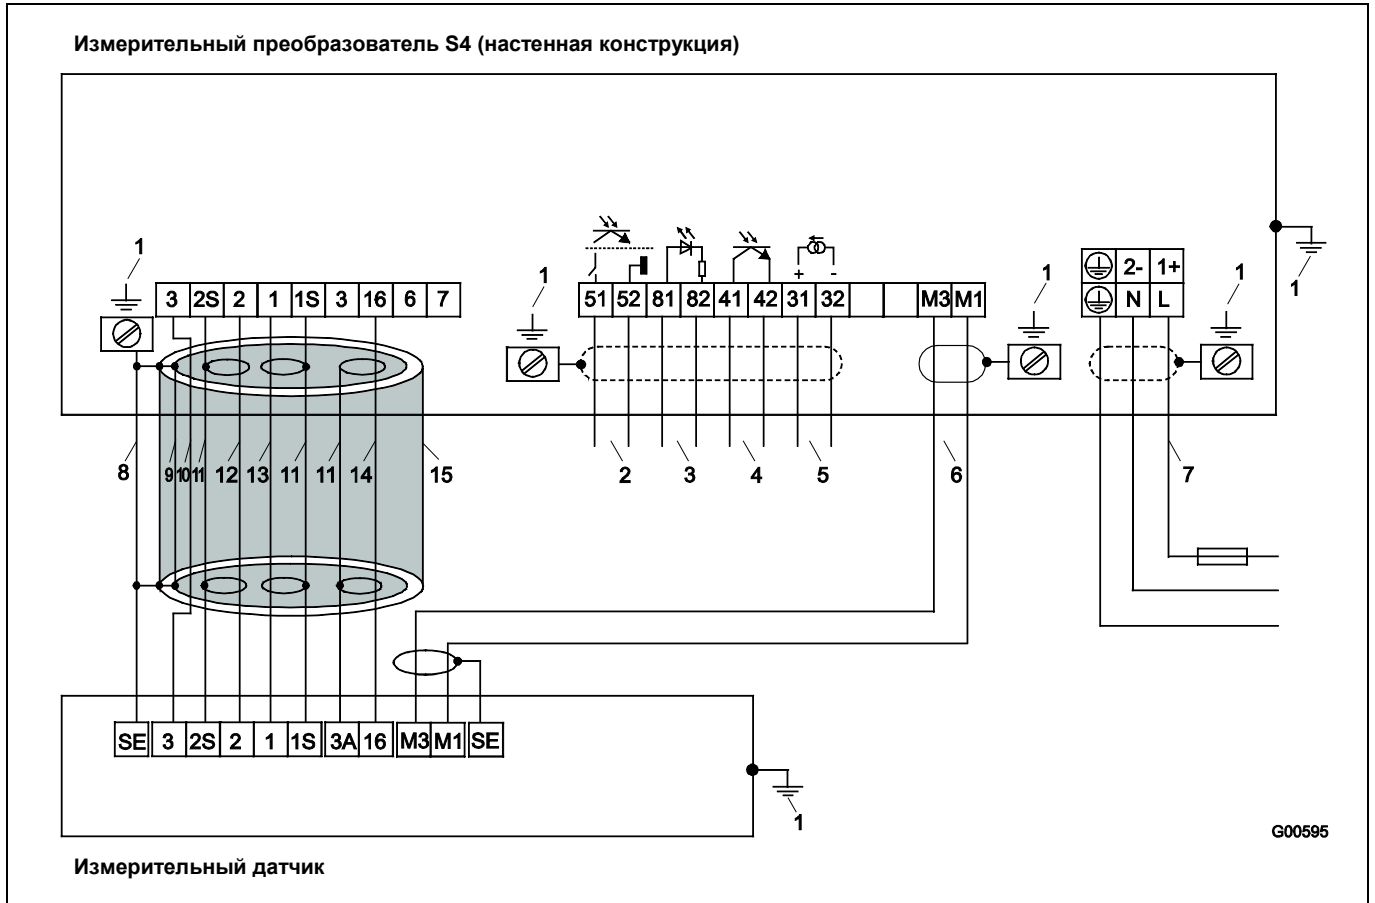 Измерительный преобразователь S4 (настенная конструкция)
1
1
1
1
1
3 2S 2 1 1S 3 16 6 7
51 52 81 82 41 42 31 32 M3 M1
+ -
2- 1+
N L
8 9 10 11 12 13 11 11 14 15
2 3 4 5 6 7
SE 3 2S 2 1 1S 3A 16 M3 M1 SE
1
G00595
Измерительный датчик